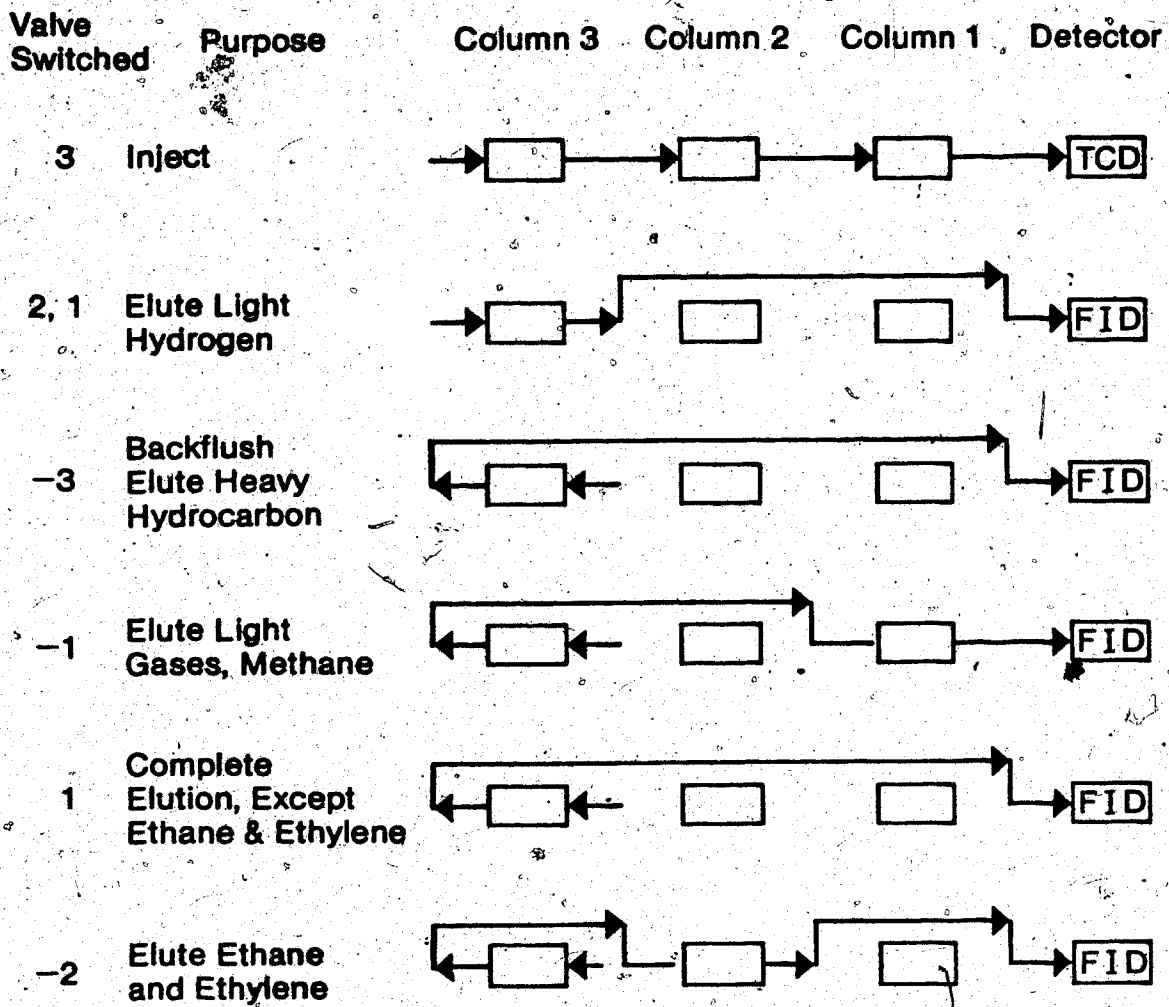 Valve Switched Purpose Column 3 Column 2 Column 1 Detector
3 Inject TCD
2, 1 Elute Light Hydrogen FID
−3 Backflush Elute Heavy Hydrocarbon FID
−1 Elute Light Gases, Methane FID
1 Complete Elution, Except Ethane & Ethylene FID
−2 Elute Ethane and Ethylene FID